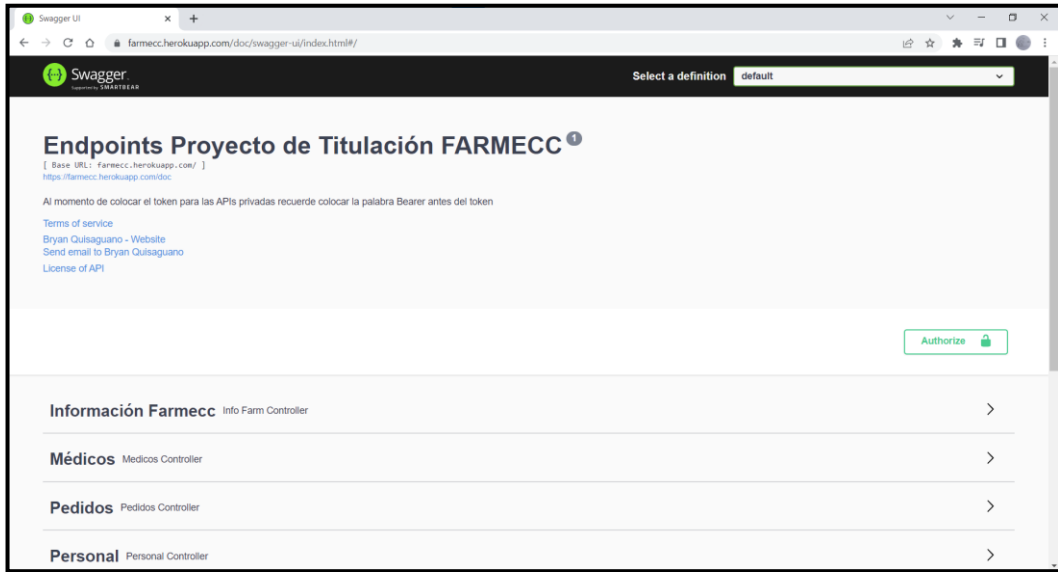 Swagger UI
farmecc.herokuapp.com/doc/swagger-ui/index.html#/
Swagger.
Supported by SMARTBEAR
Select a definition default
Endpoints Proyecto de Titulación FARMECC 1
[ Base URL: farmecc.herokuapp.com/ ]
https://farmecc.herokuapp.com/doc
Al momento de colocar el token para las APIs privadas recuerde colocar la palabra Bearer antes del token
Terms of service
Bryan Quisaguano - Website
Send email to Bryan Quisaguano
License of API
Authorize
Información Farmecc Info Farm Controller
Médicos Medicos Controller
Pedidos Pedidos Controller
Personal Personal Controller